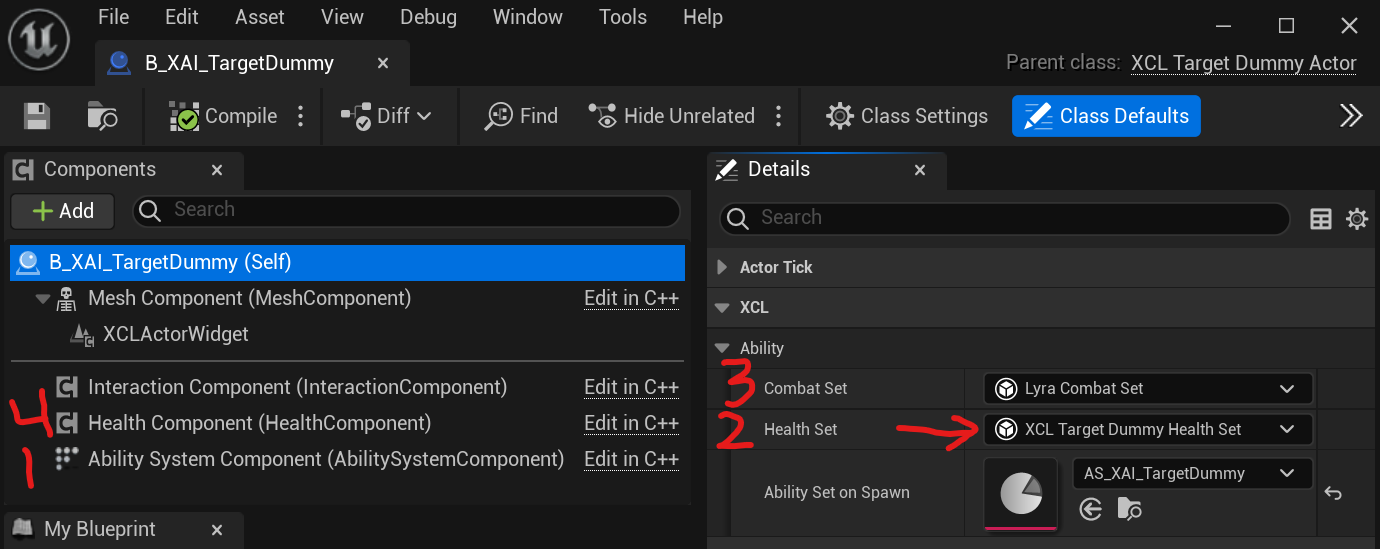 File Edit Asset View Debug Window Tools Help
B_XAI_TargetDummy
Parent class: XCL Target Dummy Actor
Compile Diff Find Hide Unrelated Class Settings Class Defaults
Components
Add Search
B_XAI_TargetDummy (Self)
Mesh Component (MeshComponent) Edit in C++
XCLActorWidget
Interaction Component (InteractionComponent) Edit in C++
4 Health Component (HealthComponent) Edit in C++
1 Ability System Component (AbilitySystemComponent) Edit in C++
My Blueprint
Details
Search
Actor Tick
XCL
Ability
3 Combat Set Lyra Combat Set
2 Health Set XCL Target Dummy Health Set
Ability Set on Spawn AS_XAI_TargetDummy